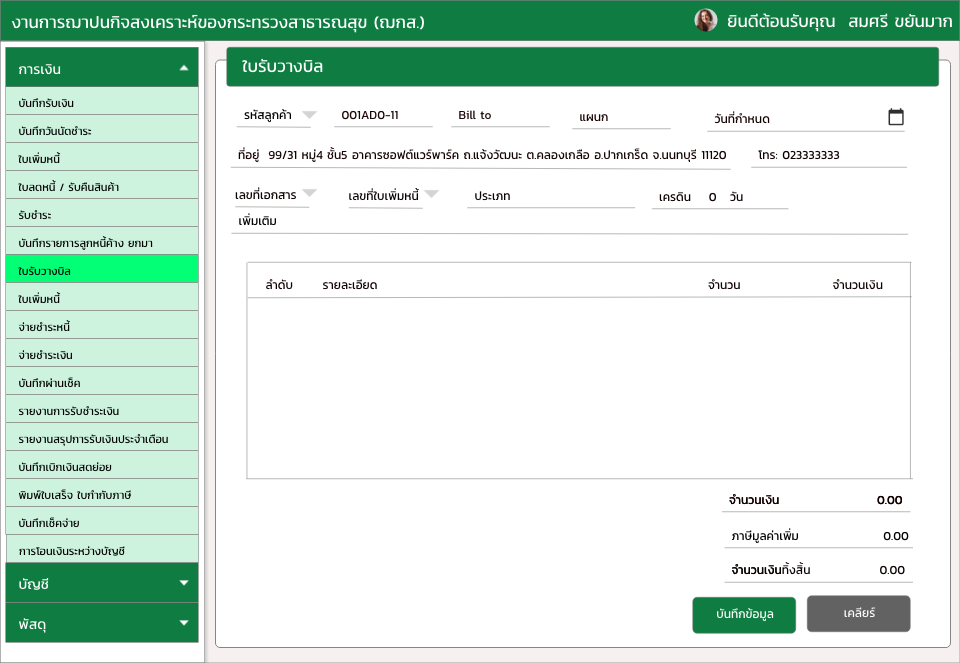 งานการฌาปนกิจสงเคราะห์ของกระทรวงสาธารณสุข (ฌกส.)
ยินดีต้อนรับคุณ สมศรี ขยันมาก
การเงิน
บันทึกรับเงิน
บันทึกวันนัดชำระ
ใบเพิ่มหนี้
ใบลดหนี้ / รับคืนสินค้า
รับชำระ
บันทึกรายการลูกหนี้ค้าง ยกมา
ใบรับวางบิล
ใบเพิ่มหนี้
จ่ายชำระหนี้
จ่ายชำระเงิน
บันทึกผ่านเช็ค
รายงานการรับชำระเงิน
รายงานสรุปการรับเงินประจำเดือน
บันทึกเบิกเงินสดย่อย
พิมพ์ใบเสร็จ ใบกำกับภาษี
บันทึกเช็คจ่าย
การโอนเงินระหว่างบัญชี
บัญชี
พัสดุ
ใบรับวางบิล
รหัสลูกค้า 001AD0-11 Bill to แผนก วันที่กำหนด
ที่อยู่ 99/31 หมู่4 ชั้น5 อาคารซอฟต์แวร์พาร์ค ถ.แจ้งวัฒนะ ต.คลองเกลือ อ.ปากเกร็ด จ.นนทบุรี 11120 โทร: 023333333
เลขที่เอกสาร เลขที่ใบเพิ่มหนี้ ประเภท เครดิน 0 วัน
เพิ่มเติม
ลำดับ รายละเอียด จำนวน จำนวนเงิน
จำนวนเงิน 0.00
ภาษีมูลค่าเพิ่ม 0.00
จำนวนเงินทั้งสิ้น 0.00
บันทึกข้อมูล เคลียร์